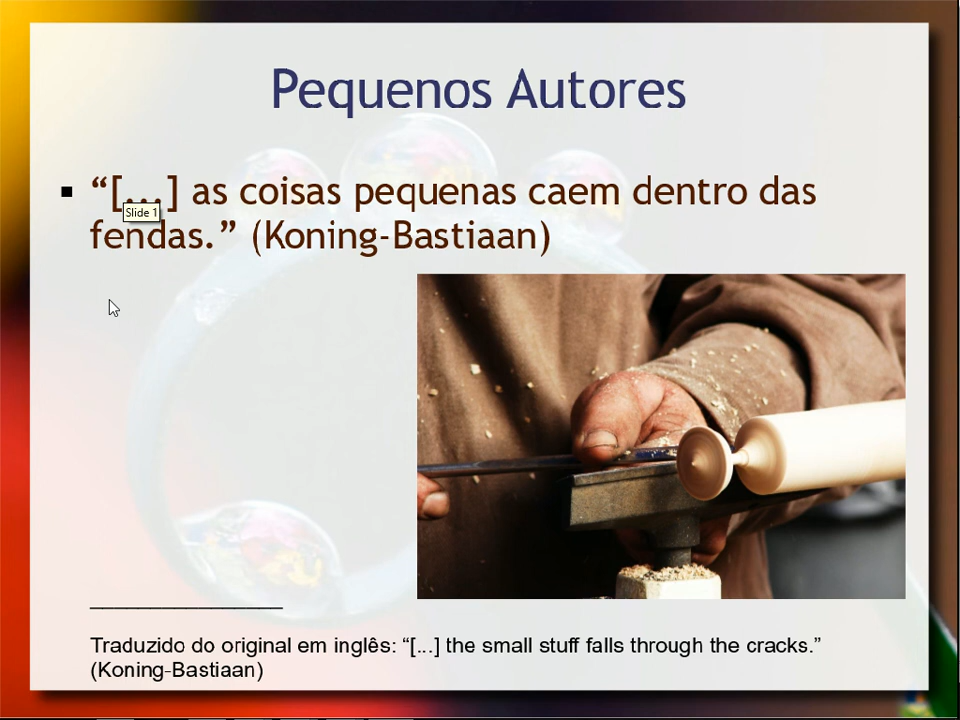 Pequenos Autores
▪ “[...] as coisas pequenas caem dentro das
Slide 1
fendas.” (Koning-Bastiaan)
Traduzido do original em inglês: “[...] the small stuff falls through the cracks.”
(Koning-Bastiaan)